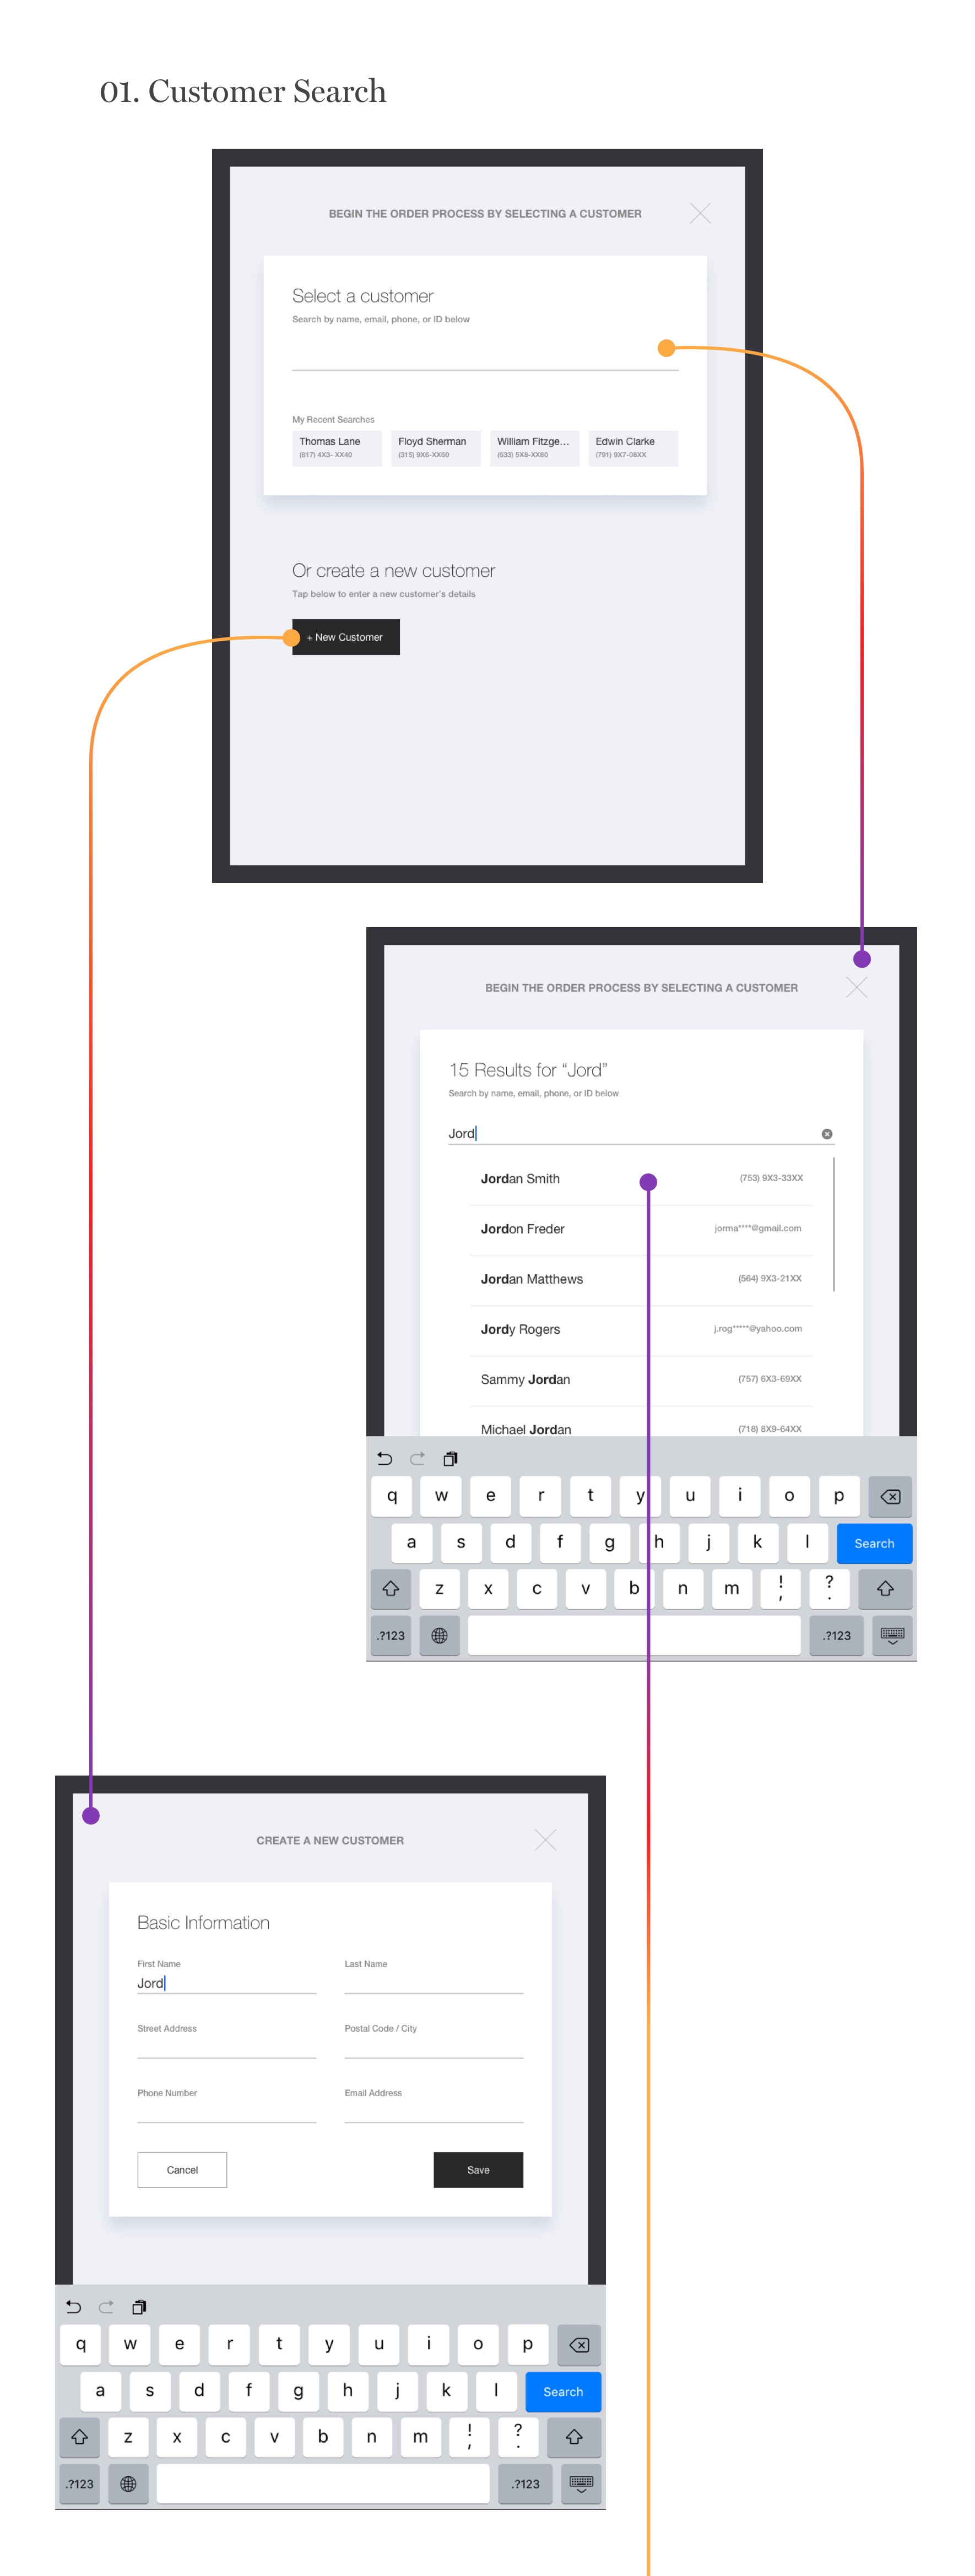 01. Customer Search
BEGIN THE ORDER PROCESS BY SELECTING A CUSTOMER
Select a customer
Search by name, email, phone, or ID below
My Recent Searches
Thomas Lane
(817) 4X3- XX40
Floyd Sherman
(315) 9X6-XX60
William Fitzge...
(633) 5X8-XX80
Edwin Clarke
(791) 9X7-08XX
Or create a new customer
Tap below to enter a new customer's details
+ New Customer
BEGIN THE ORDER PROCESS BY SELECTING A CUSTOMER
15 Results for “Jord”
Search by name, email, phone, or ID below
Jord
Jordan Smith (753) 9X3-33XX
Jordon Freder jorma****@gmail.com
Jordan Matthews (564) 9X3-21XX
Jordy Rogers j.rog*****@yahoo.com
Sammy Jordan (757) 6X3-69XX
Michael Jordan (718) 8X9-64XX
q w e r t y u i o p
a s d f g h j k l Search
z x c v b n m ! , ? .
.?123 .?123
CREATE A NEW CUSTOMER
Basic Information
First Name Last Name
Jord
Street Address Postal Code / City
Phone Number Email Address
Cancel Save
q w e r t y u i o p
a s d f g h j k l Search
z x c v b n m ! , ? .
.?123 .?123